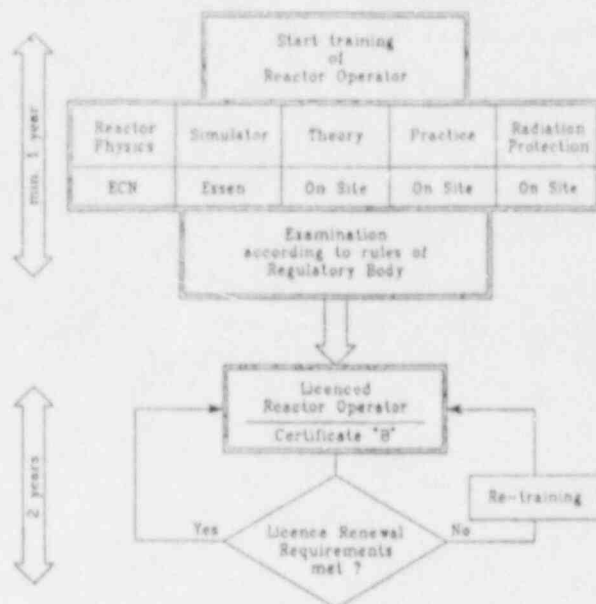 Start training
of
Reactor Operator
min. 1 year
Reactor Physics
Simulator
Theory
Practice
Radiation Protection
ECN
Essen
On Site
On Site
On Site
Examination
according to rules of
Regulatory Body
Licenced
Reactor Operator
Certificate "B"
2 years
Re-training
Yes
No
Licence Renewal
Requirements
met ?